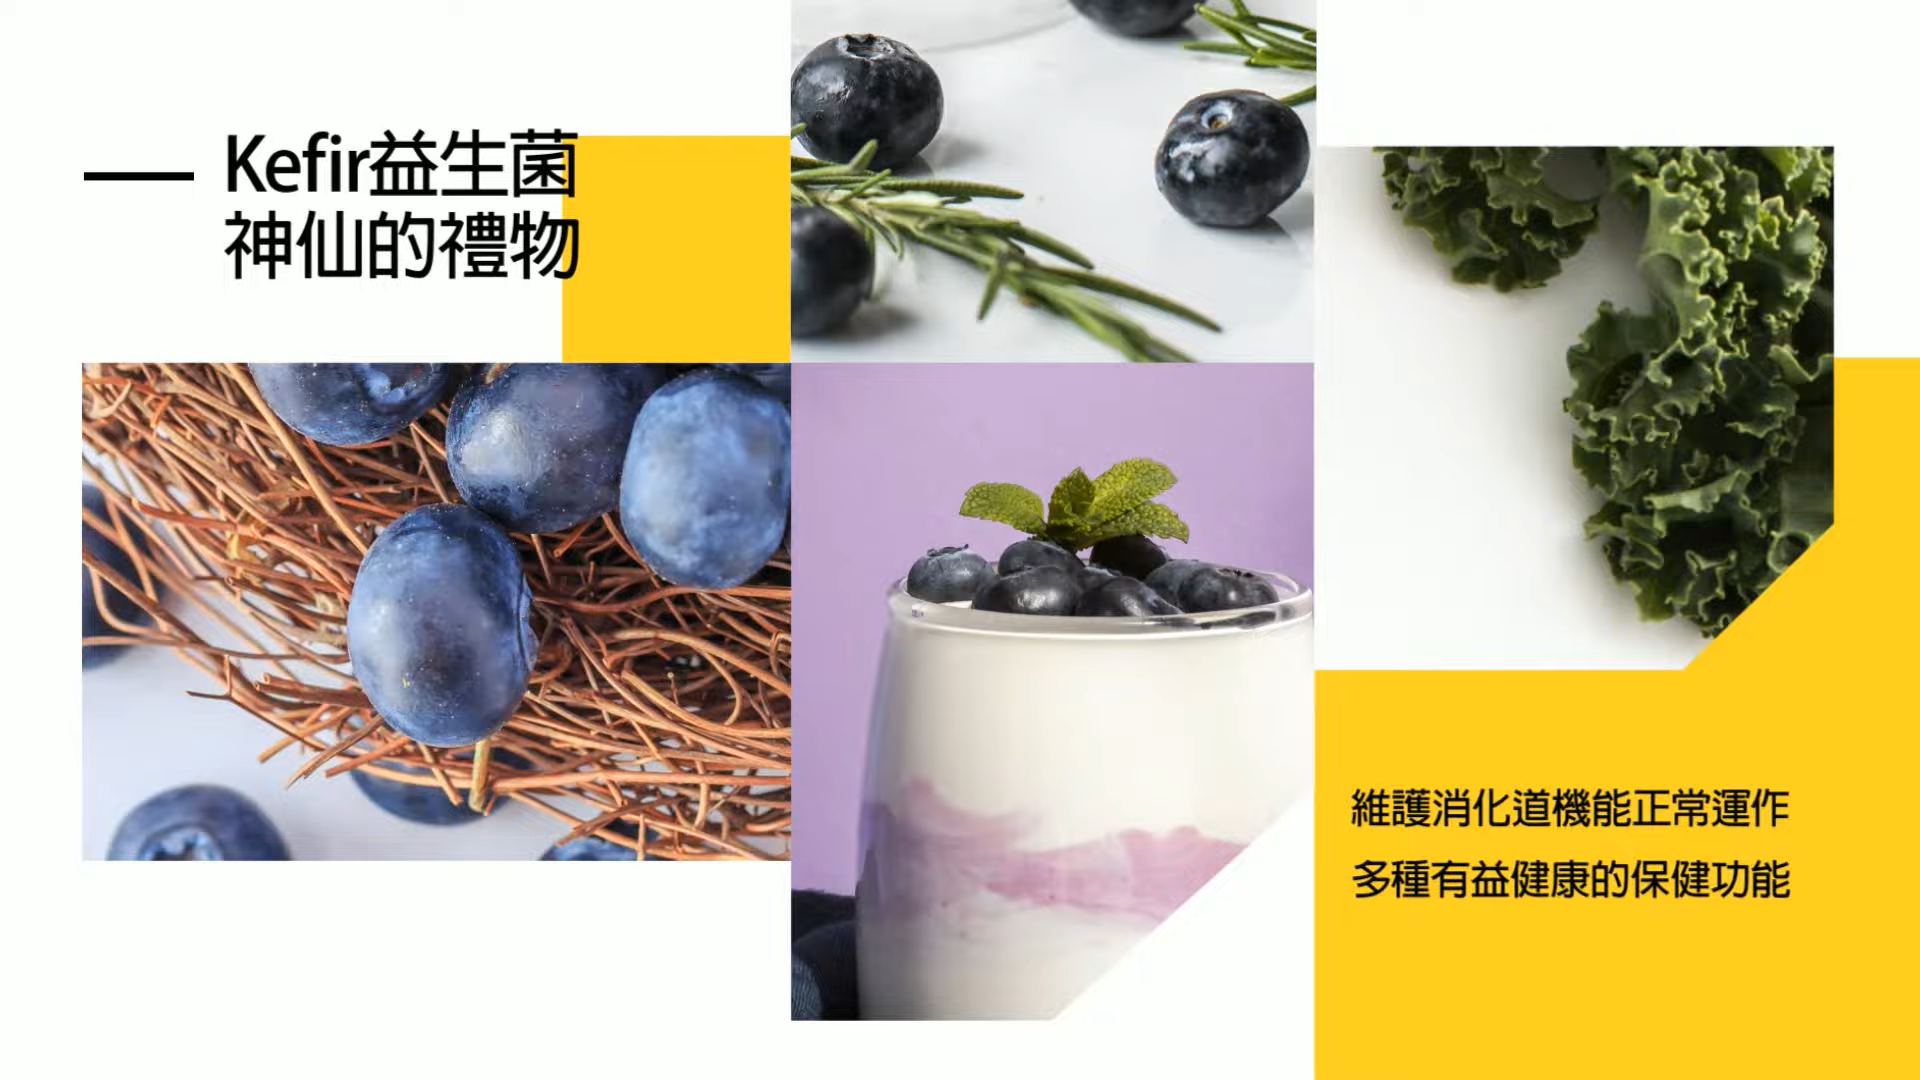 Kefir益生菌
神仙的禮物
維護消化道機能正常運作
多種有益健康的保健功能